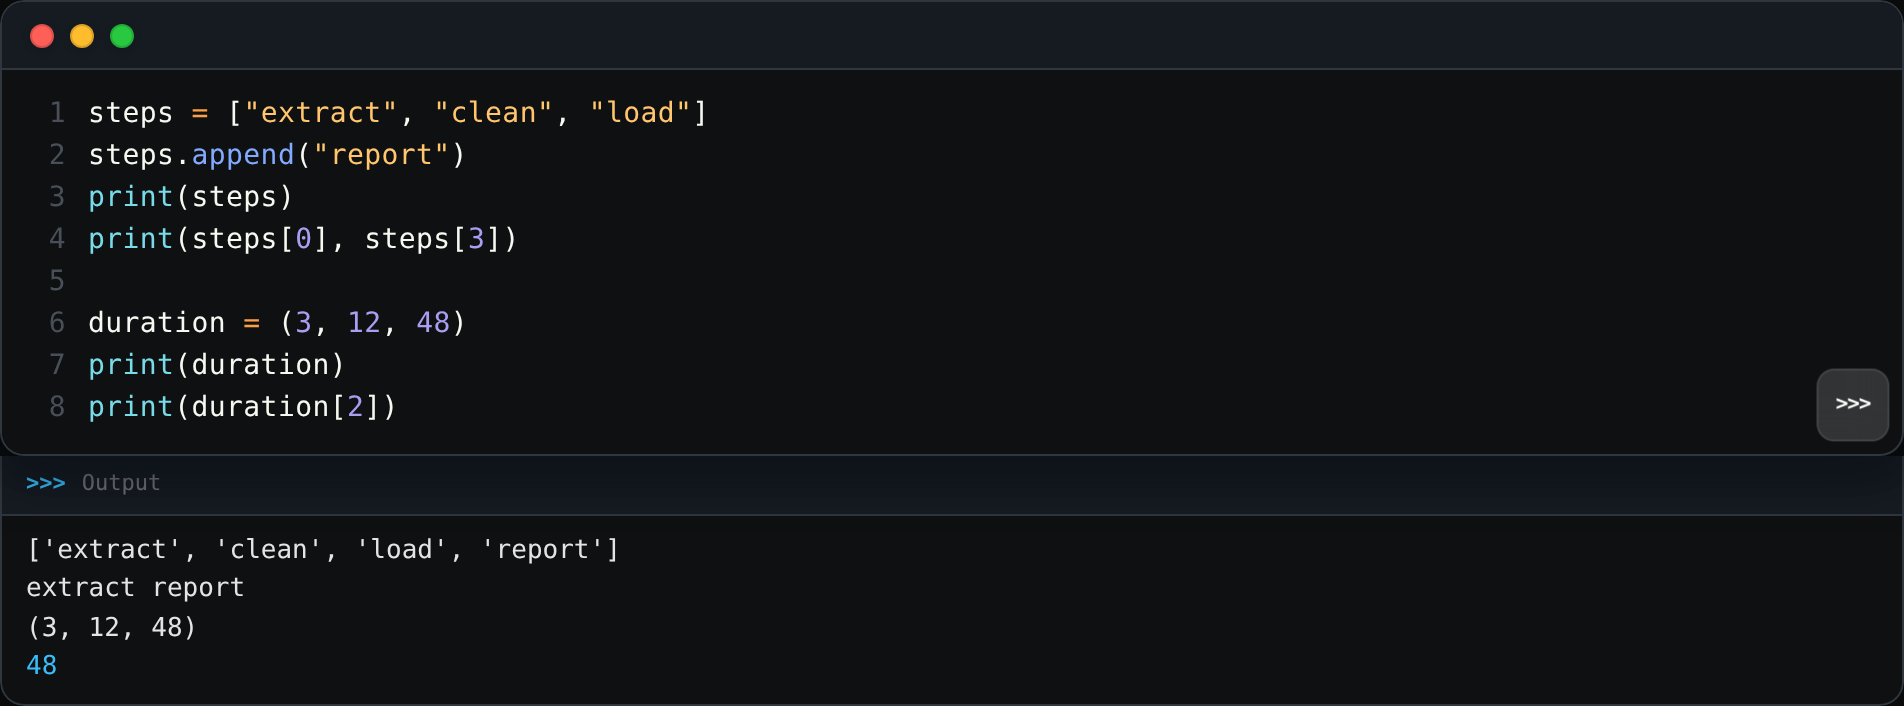 1 steps = ["extract", "clean", "load"]
2 steps.append("report")
3 print(steps)
4 print(steps[0], steps[3])
5
6 duration = (3, 12, 48)
7 print(duration)
8 print(duration[2])
>>>
>>> Output
['extract', 'clean', 'load', 'report']
extract report
(3, 12, 48)
48